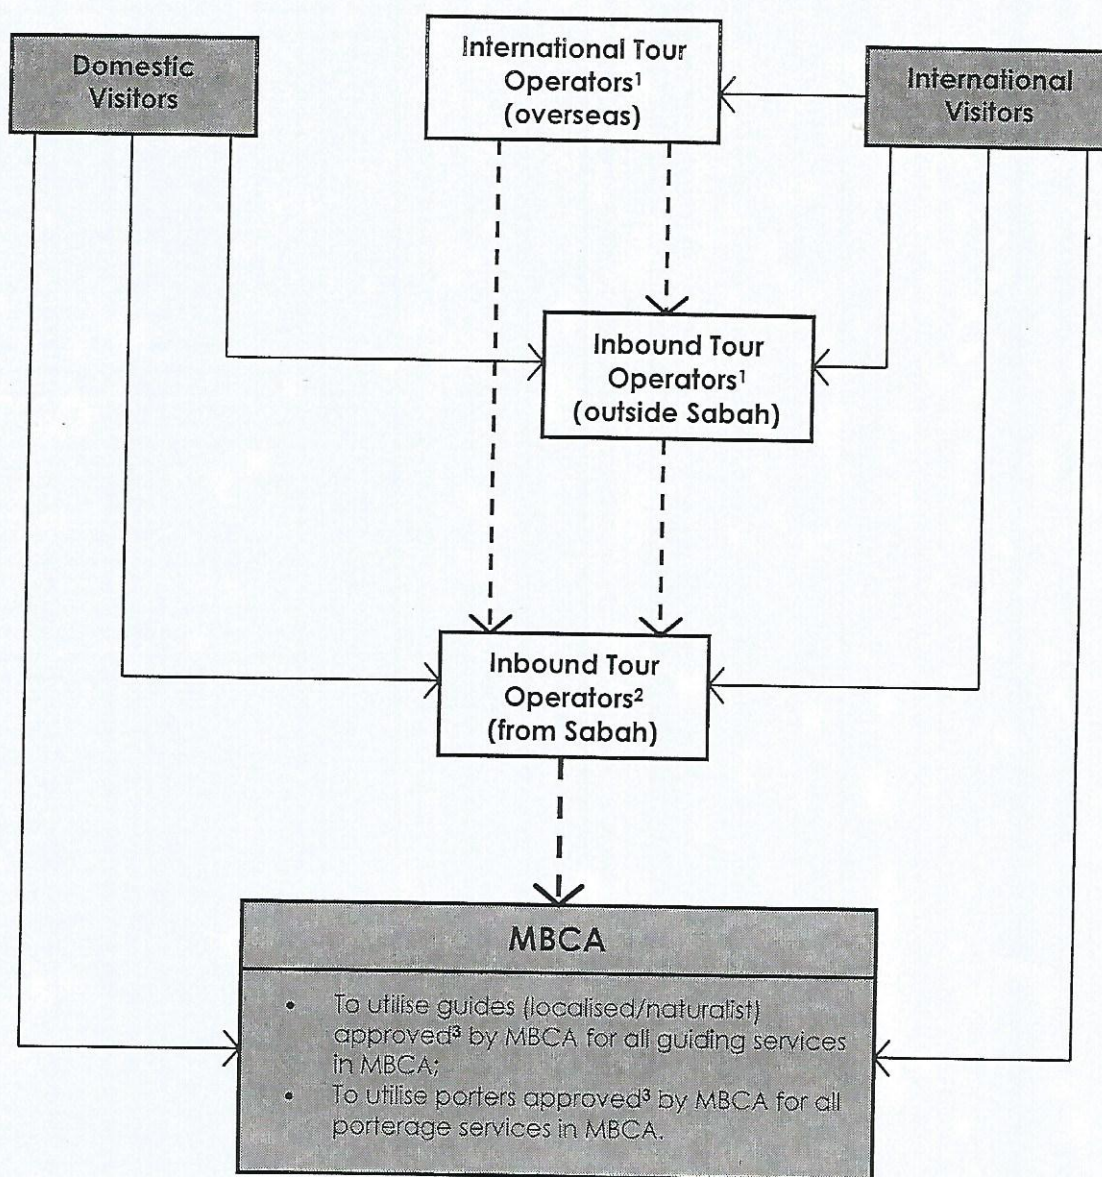 International Tour
Operators¹
(overseas)
Domestic
Visitors
International
Visitors
Inbound Tour
Operators¹
(outside Sabah)
Inbound Tour
Operators²
(from Sabah)
MBCA
• To utilise guides (localised/naturalist)
approved³ by MBCA for all guiding services
in MBCA;
• To utilise porters approved³ by MBCA for all
porterage services in MBCA.